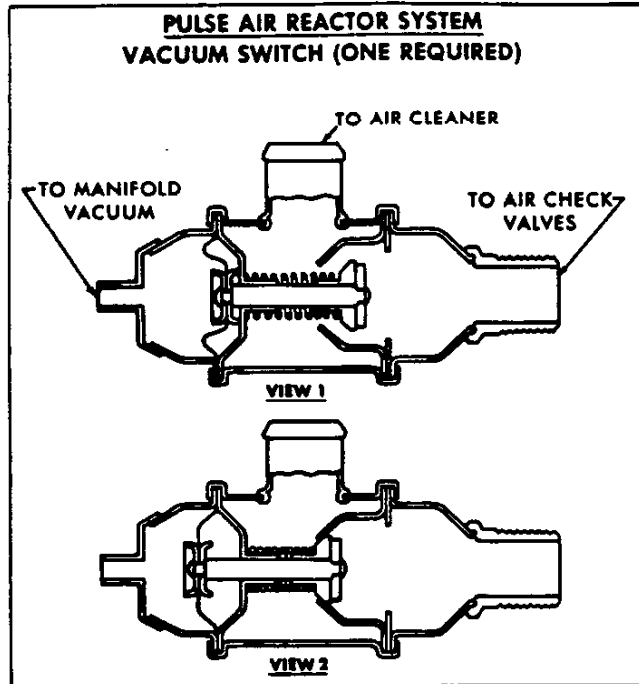 PULSE AIR REACTOR SYSTEM
VACUUM SWITCH (ONE REQUIRED)
TO AIR CLEANER
TO MANIFOLD
VACUUM
TO AIR CHECK
VALVES
VIEW 1
VIEW 2